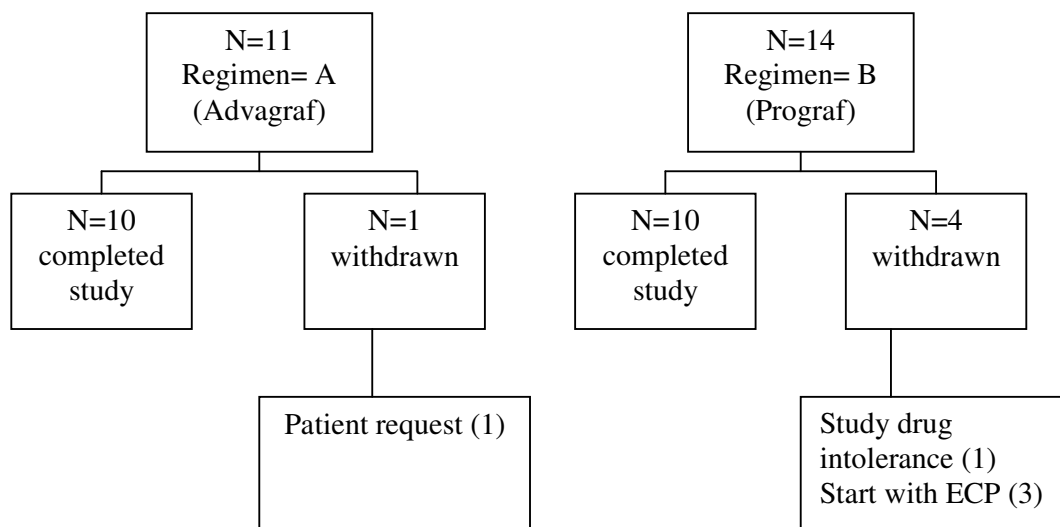 N=11
Regimen= A
(Advagraf)
N=14
Regimen= B
(Prograf)
N=10
completed
study
N=1
withdrawn
N=10
completed
study
N=4
withdrawn
Patient request (1)
Study drug
intolerance (1)
Start with ECP (3)